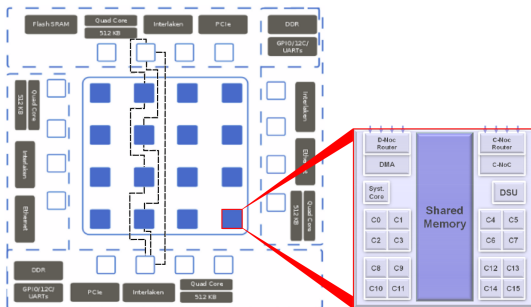 Flash SRAM
Quad Core
512 KB
Interlaken
PCIe
DDR
GPIO/12C/
UARTs
Quad Core
512 KB
Interlaken
Ethernet
Interlaken
Ethernet
Quad Core
512 KB
DDR
GPIO/12C/
UARTs
PCIe
Interlaken
Quad Core
512 KB
D-Noc
Router
DMA
Syst.
Core
C0 C1
C2 C3
C8 C9
C10 C11
Shared
Memory
C-Noc
Router
C-NoC
DSU
C4 C5
C6 C7
C12 C13
C14 C15